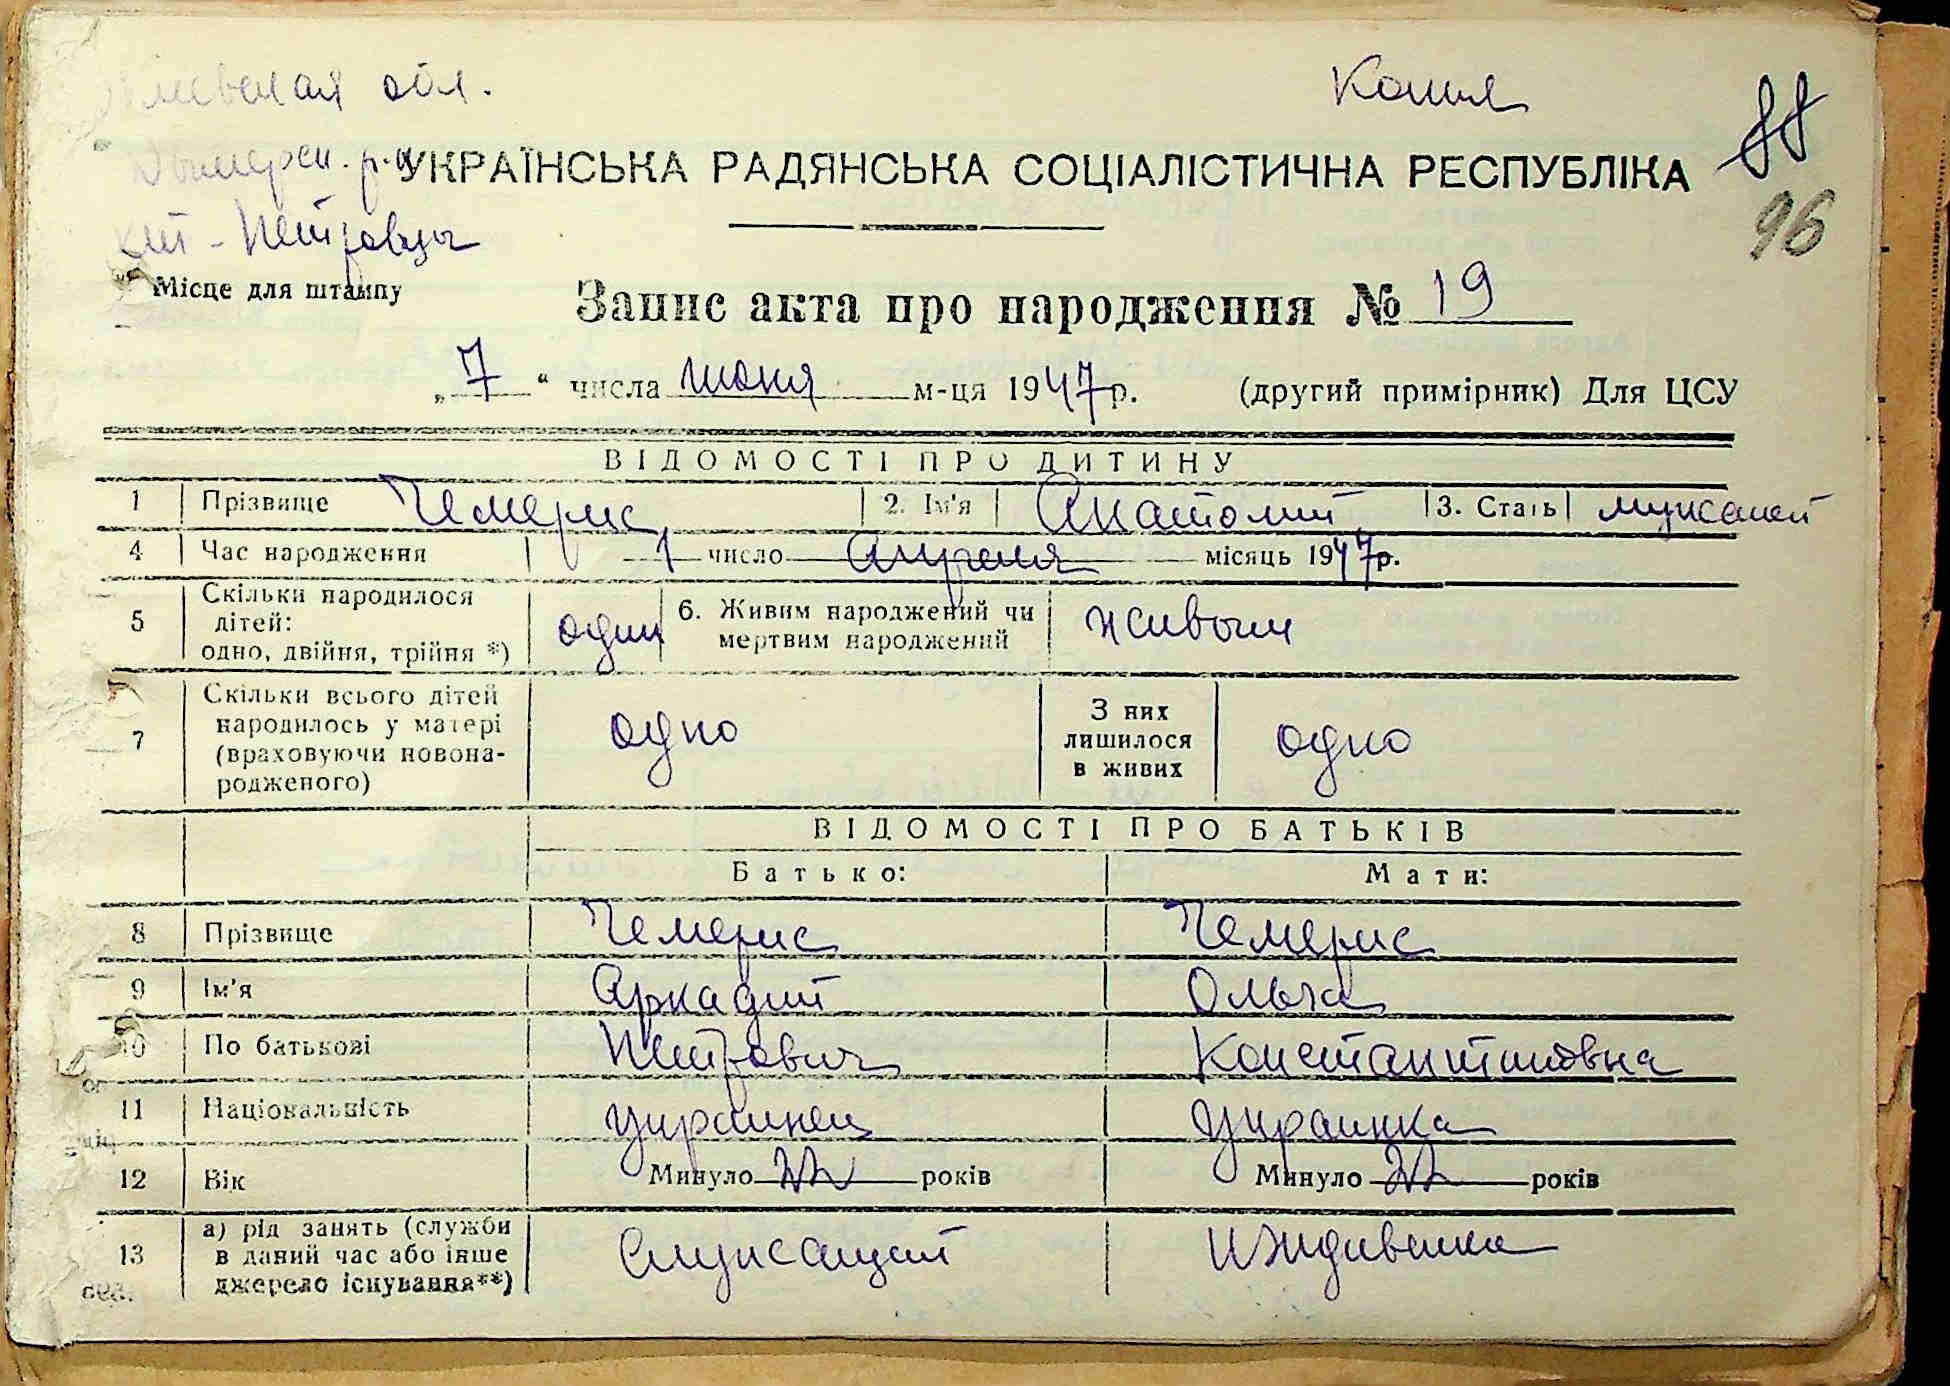 обл. Копия
Дымерск. р-н УКРАЇНСЬКА РАДЯНСЬКА СОЦІАЛІСТИЧНА РЕСПУБЛІКА 88
Петровцы 96
Місце для штампу Запис акта про народження № 19
„7“ числа июня м-ця 1947 р. (другий примірник) Для ЦСУ
ВІДОМОСТІ ПРО ДИТИНУ
1 Прізвище Чемерис 2. Ім'я Анатолий 3. Стать мужской
4 Час народження 1 число Апреля місяць 1947 р.
5 Скільки народилося дітей: одно, двійня, трійня *) один 6. Живим народжений чи мертвим народжений живым
7 Скільки всього дітей народилось у матері (враховуючи новонародженого) одно З них лишилося в живих одно
ВІДОМОСТІ ПРО БАТЬКІВ
Батько: Мати:
8 Прізвище Чемерис Чемерис
9 Ім'я Аркадий Ольга
10 По батькові Петрович Константиновна
11 Національність украинец украинка
12 Вік Минуло 22 років Минуло 22 років
13 а) рід занять (служби в даний час або інше джерело існування**) Служащий Иждивенка